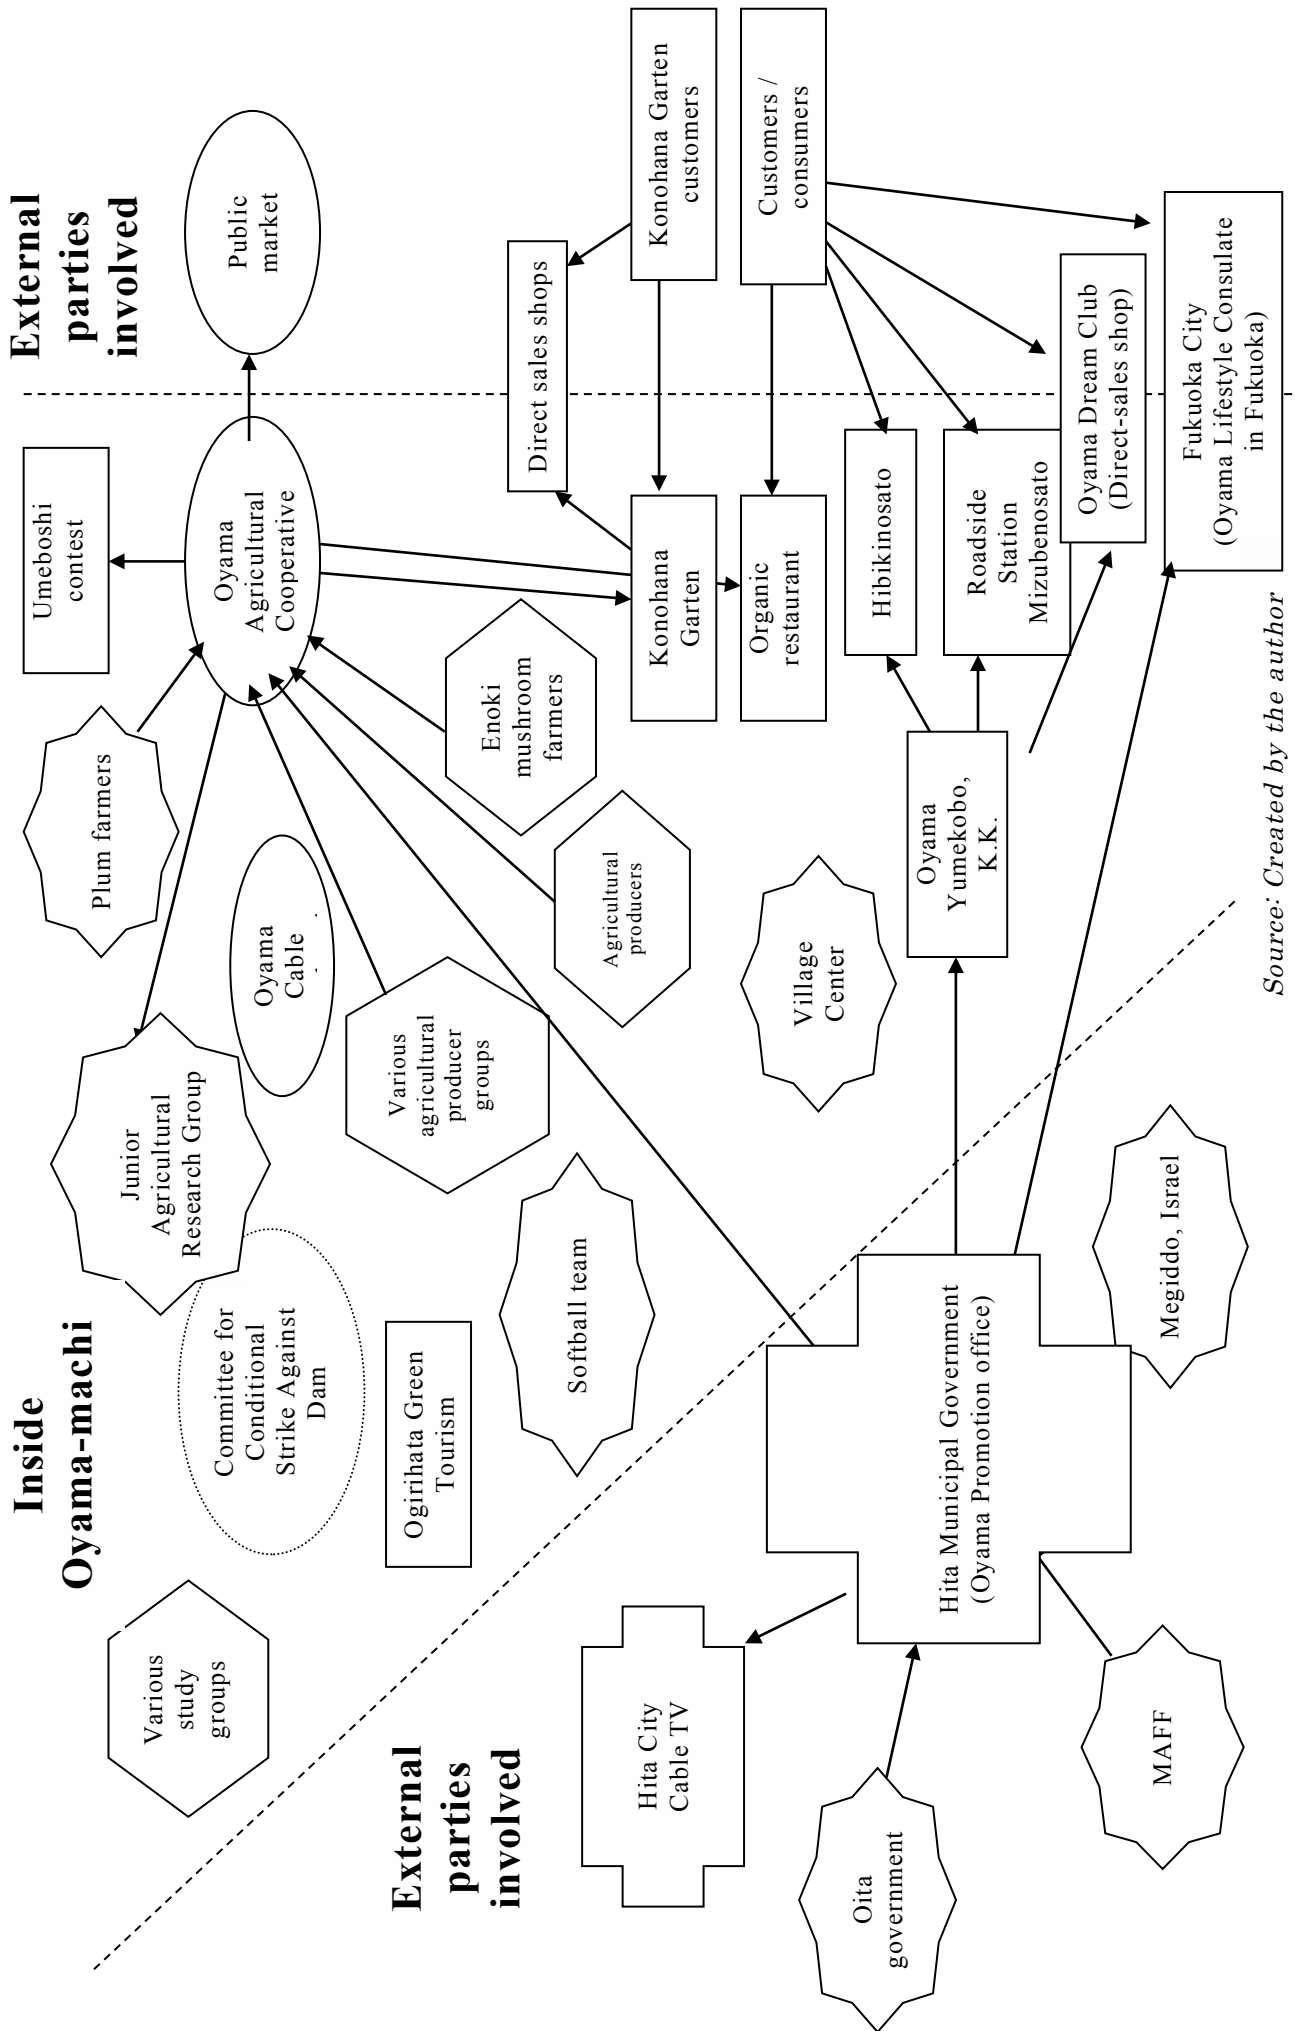 Inside
Oyama-machi
External
parties
involved
Various
study
groups
Committee for
Conditional
Strike Against
Dam
Junior
Agricultural
Research Group
Plum farmers
Umeboshi
contest
Oyama
Agricultural
Cooperative
Public
market
Oyama
Cable
Ogirihata Green
Tourism
Various
agricultural
producer
groups
Softball team
Enoki
mushroom
farmers
Agricultural
producers
Direct sales shops
Konohana
Garten
Konohana Garten
customers
Organic
restaurant
Customers /
consumers
External
parties
involved
Hita City
Cable TV
Village
Center
Hibikinosato
Oyama
Yumekobo,
K.K.
Roadside
Station
Mizubenosato
Oyama Dream Club
(Direct-sales shop)
Fukuoka City
(Oyama Lifestyle Consulate
in Fukuoka)
Oita
government
Hita Municipal Government
(Oyama Promotion office)
MAFF
Megiddo, Israel
Source: Created by the author